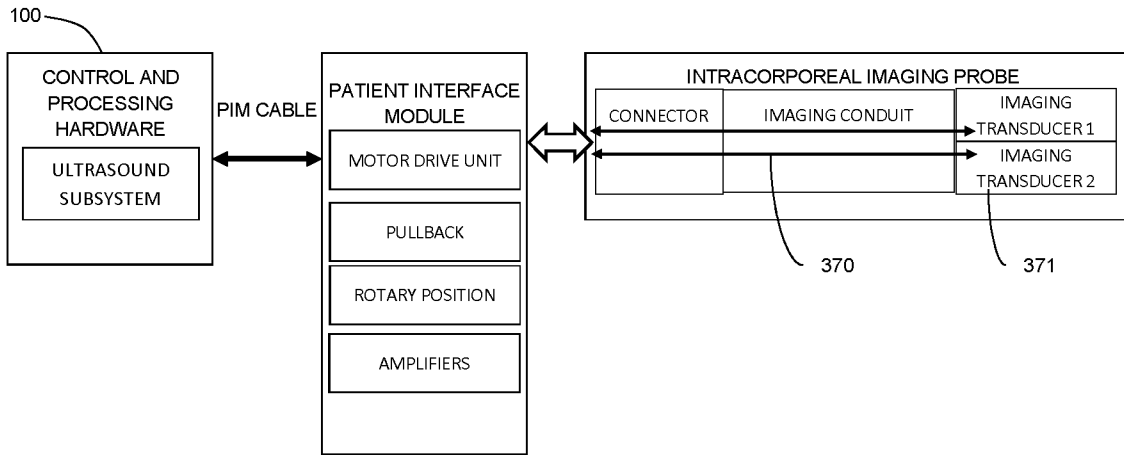 100
CONTROL AND
PROCESSING
HARDWARE
ULTRASOUND
SUBSYSTEM
PIM CABLE
PATIENT INTERFACE
MODULE
MOTOR DRIVE UNIT
PULLBACK
ROTARY POSITION
AMPLIFIERS
INTRACORPOREAL IMAGING PROBE
CONNECTOR
IMAGING CONDUIT
IMAGING
TRANSDUCER 1
IMAGING
TRANSDUCER 2
370
371